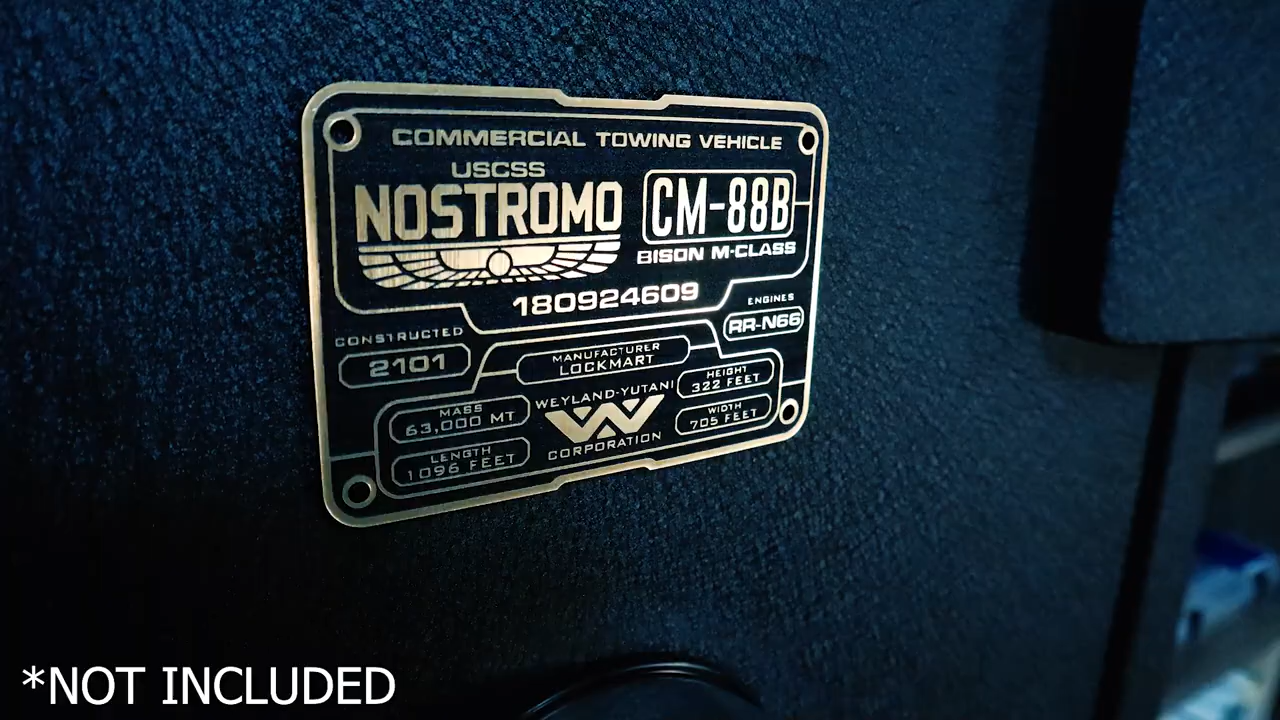 COMMERCIAL TOWING VEHICLE
USCSS
NOSTROMO
CM-88B
BISON M-CLASS
180924609
CONSTRUCTED
2101
ENGINES
RR-N66
MANUFACTURER
LOCKMART
MASS
63,000 MT
LENGTH
1096 FEET
WEYLAND-YUTANI
CORPORATION
HEIGHT
322 FEET
WIDTH
705 FEET
*NOT INCLUDED